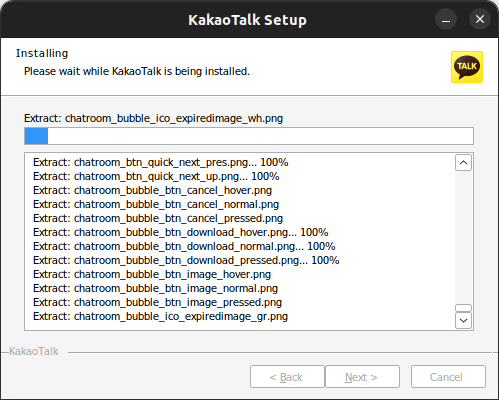 KakaoTalk Setup
Installing
Please wait while KakaoTalk is being installed.
TALK
Extract: chatroom_bubble_ico_expiredimage_wh.png
Extract: chatroom_btn_quick_next_pres.png... 100%
Extract: chatroom_btn_quick_next_up.png... 100%
Extract: chatroom_bubble_btn_cancel_hover.png
Extract: chatroom_bubble_btn_cancel_normal.png
Extract: chatroom_bubble_btn_cancel_pressed.png
Extract: chatroom_bubble_btn_download_hover.png... 100%
Extract: chatroom_bubble_btn_download_normal.png... 100%
Extract: chatroom_bubble_btn_download_pressed.png... 100%
Extract: chatroom_bubble_btn_image_hover.png
Extract: chatroom_bubble_btn_image_normal.png
Extract: chatroom_bubble_btn_image_pressed.png
Extract: chatroom_bubble_ico_expiredimage_gr.png
KakaoTalk
< Back
Next >
Cancel